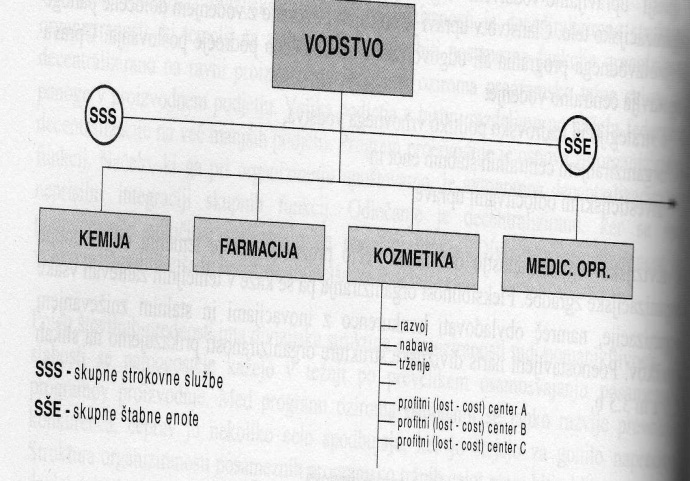 VODSTVO
SSS
SŠE
KEMIJA
FARMACIJA
KOZMETIKA
MEDIC. OPR.
razvoj
nabava
trženje
profitni (lost - cost) center A
profitni (lost - cost) center B
profitni (lost - cost) center C
SSS - skupne strokovne službe
SŠE - skupne štabne enote